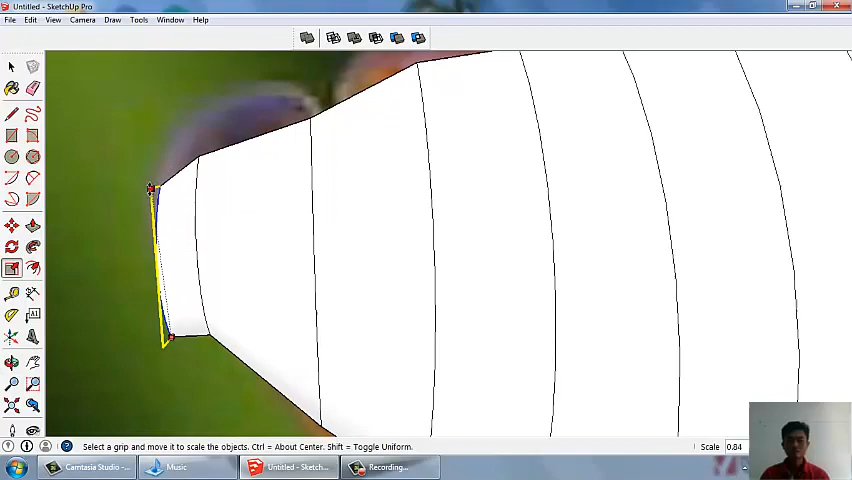 Untitled - SketchUp Pro
File Edit View Camera Draw Tools Window Help
A1
Select a grip and move it to scale the objects. Ctrl = About Center. Shift = Toggle Uniform.
Scale 0.84
Camtasia Studio -... Music Untitled - Sketch... Recording...